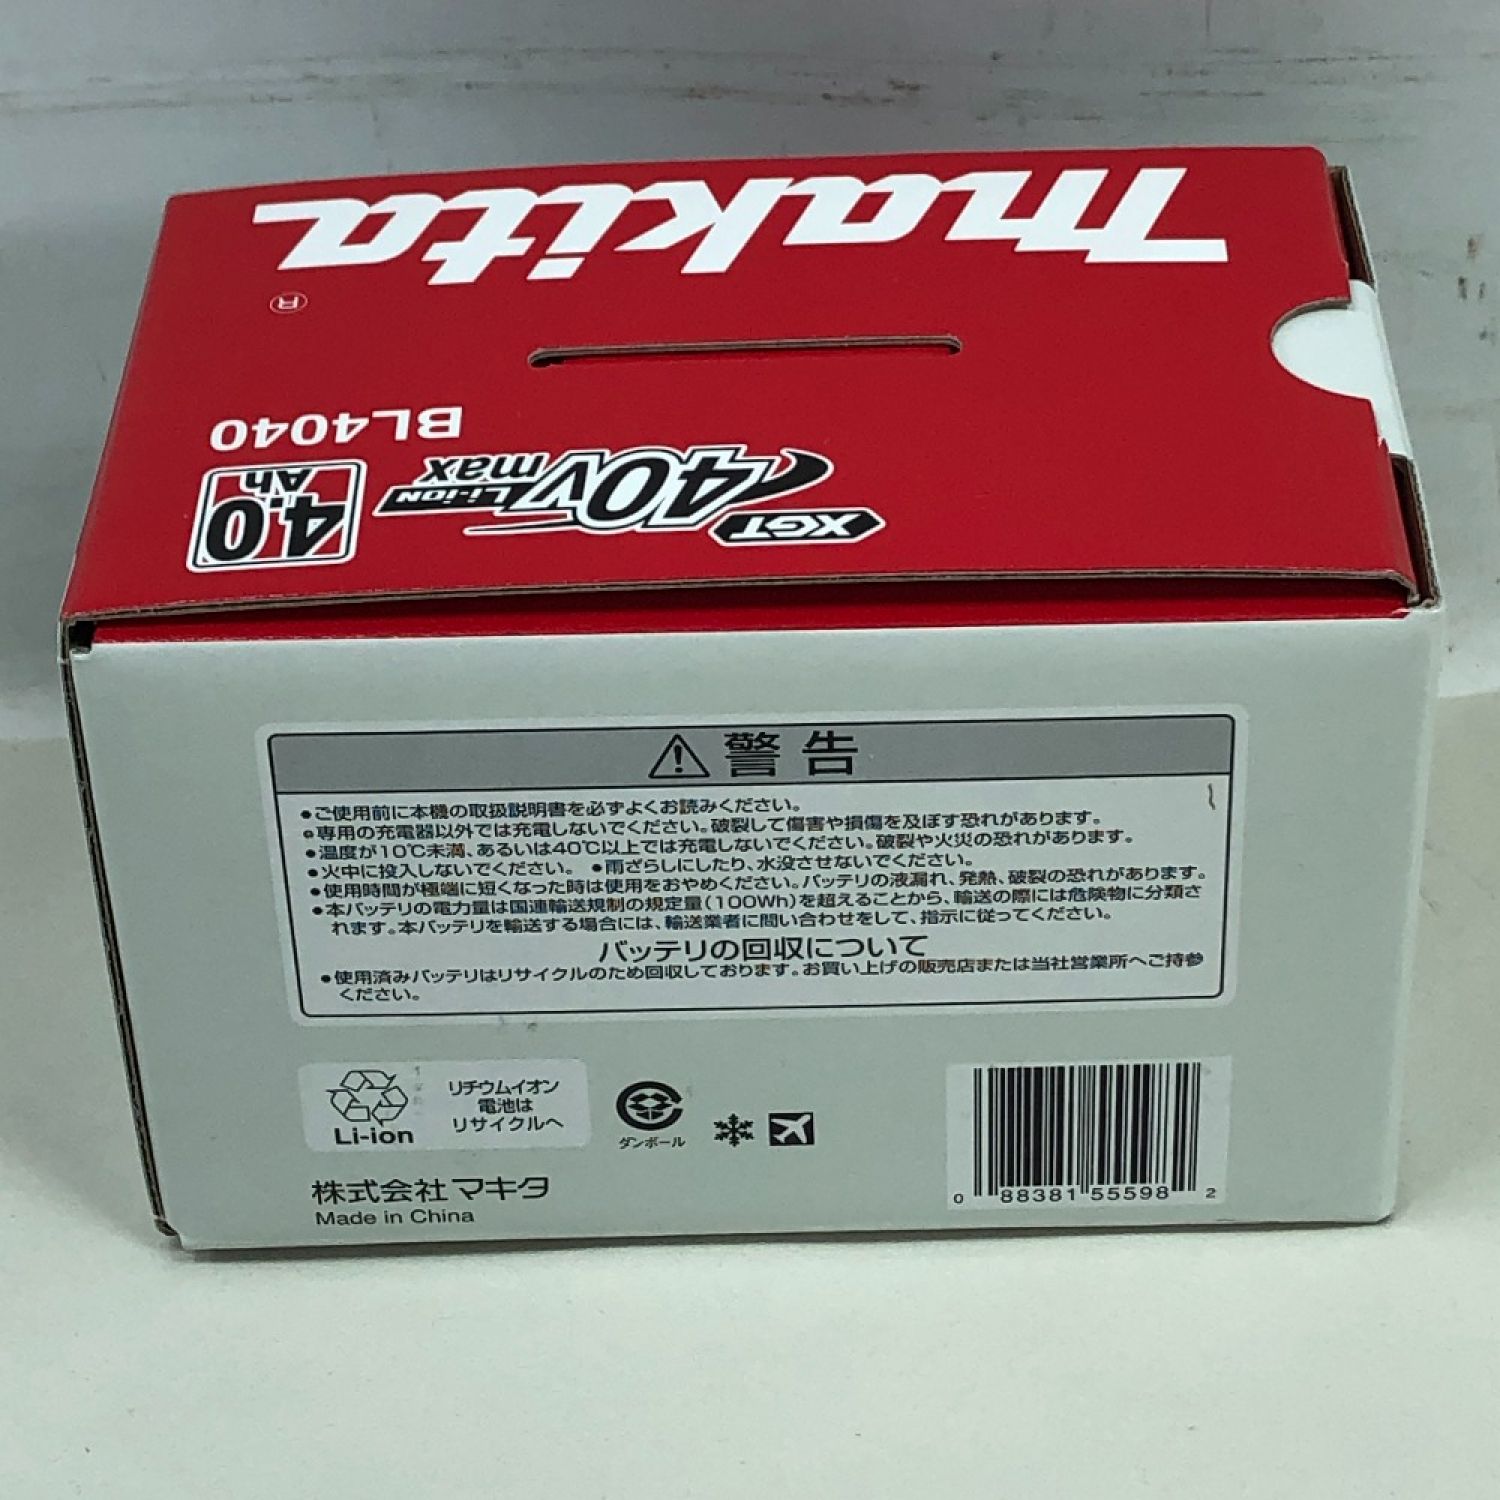 makita
®
BL4040
XGT
40Vmax
Li-ion
4.0
Ah
警告
●ご使用前に本機の取扱説明書を必ずよくお読みください。
●専用の充電器以外では充電しないでください。破裂して傷害や損傷を及ぼす恐れがあります。
●温度が10℃未満、あるいは40℃以上では充電しないでください。破裂や火災の恐れがあります。
●火中に投入しないでください。 ●雨ざらしにしたり、水没させないでください。
●使用時間が極端に短くなった時は使用をおやめください。バッテリの液漏れ、発熱、破裂の恐れがあります。
●本バッテリの電力量は国連輸送規制の規定量(100Wh)を超えることから、輸送の際には危険物に分類さ
れます。本バッテリを輸送する場合には、輸送業者に問い合わせをして、指示に従ってください。
バッテリの回収について
●使用済みバッテリはリサイクルのため回収しております。お買い上げの販売店または当社営業所へご持参
ください。
Li-ion
リチウムイオン
電池は
リサイクルへ
ダンボール
株式会社マキタ
Made in China
0 88381 55598 2